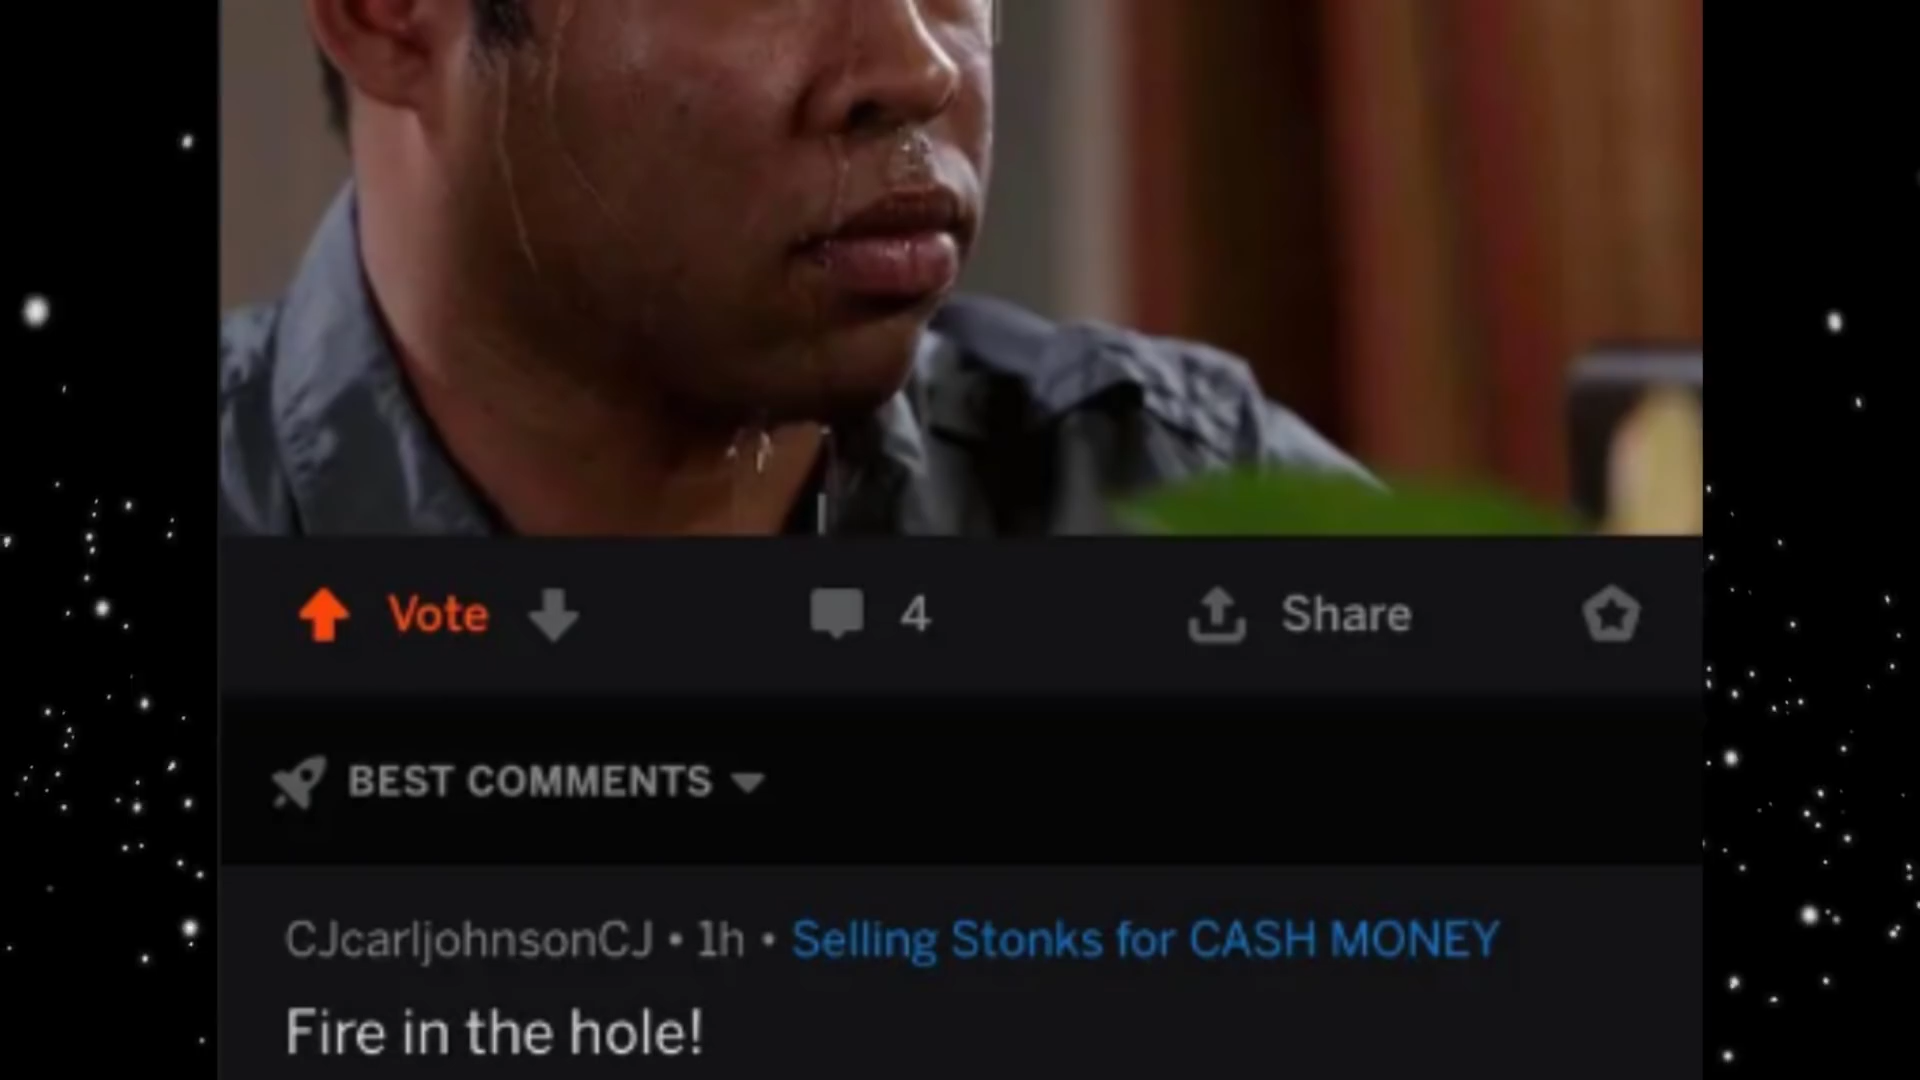 Vote 4 Share
BEST COMMENTS
CJcarljohnsonCJ • 1h • Selling Stonks for CASH MONEY
Fire in the hole!